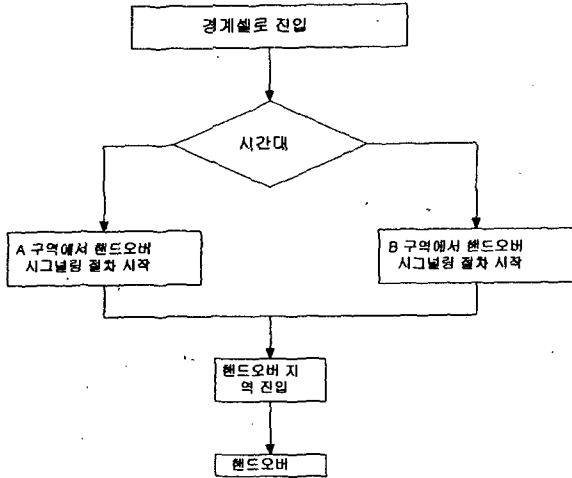 경계셀로 진입
시간대
A 구역에서 핸드오버
시그널링 절차 시작
B 구역에서 핸드오버
시그널링 절차 시작
핸드오버 지
역 진입
핸드오버